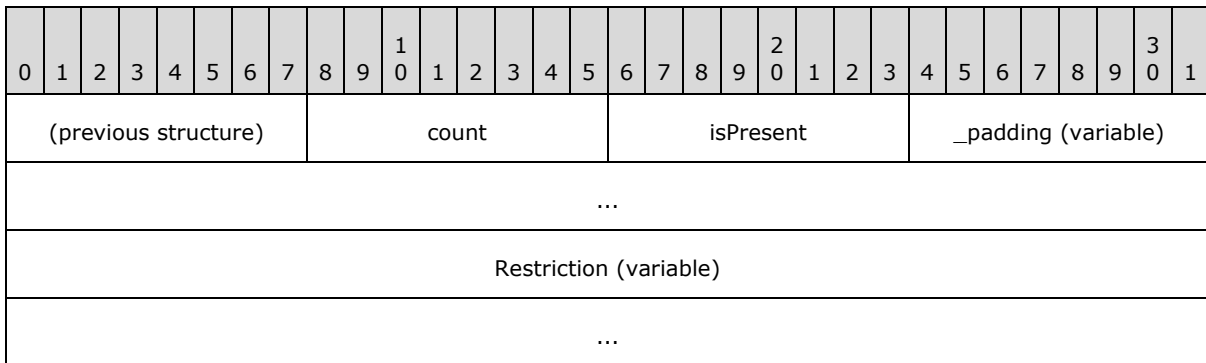 1 2 3
0 1 2 3 4 5 6 7 8 9 0 1 2 3 4 5 6 7 8 9 0 1 2 3 4 5 6 7 8 9 0 1
(previous structure) count isPresent _padding (variable)
...
Restriction (variable)
...